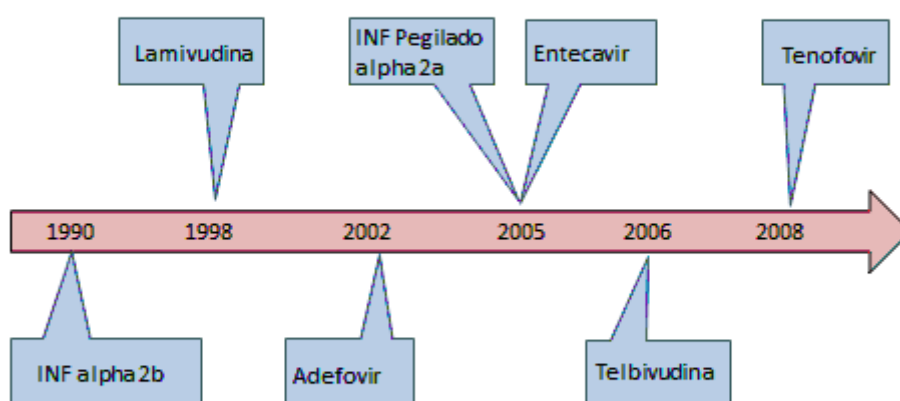 Lamivudina
INF Pegilado
alpha2a
Entecavir
Tenofovir
1990 1998 2002 2005 2006 2008
INF alpha2b
Adefovir
Telbivudina